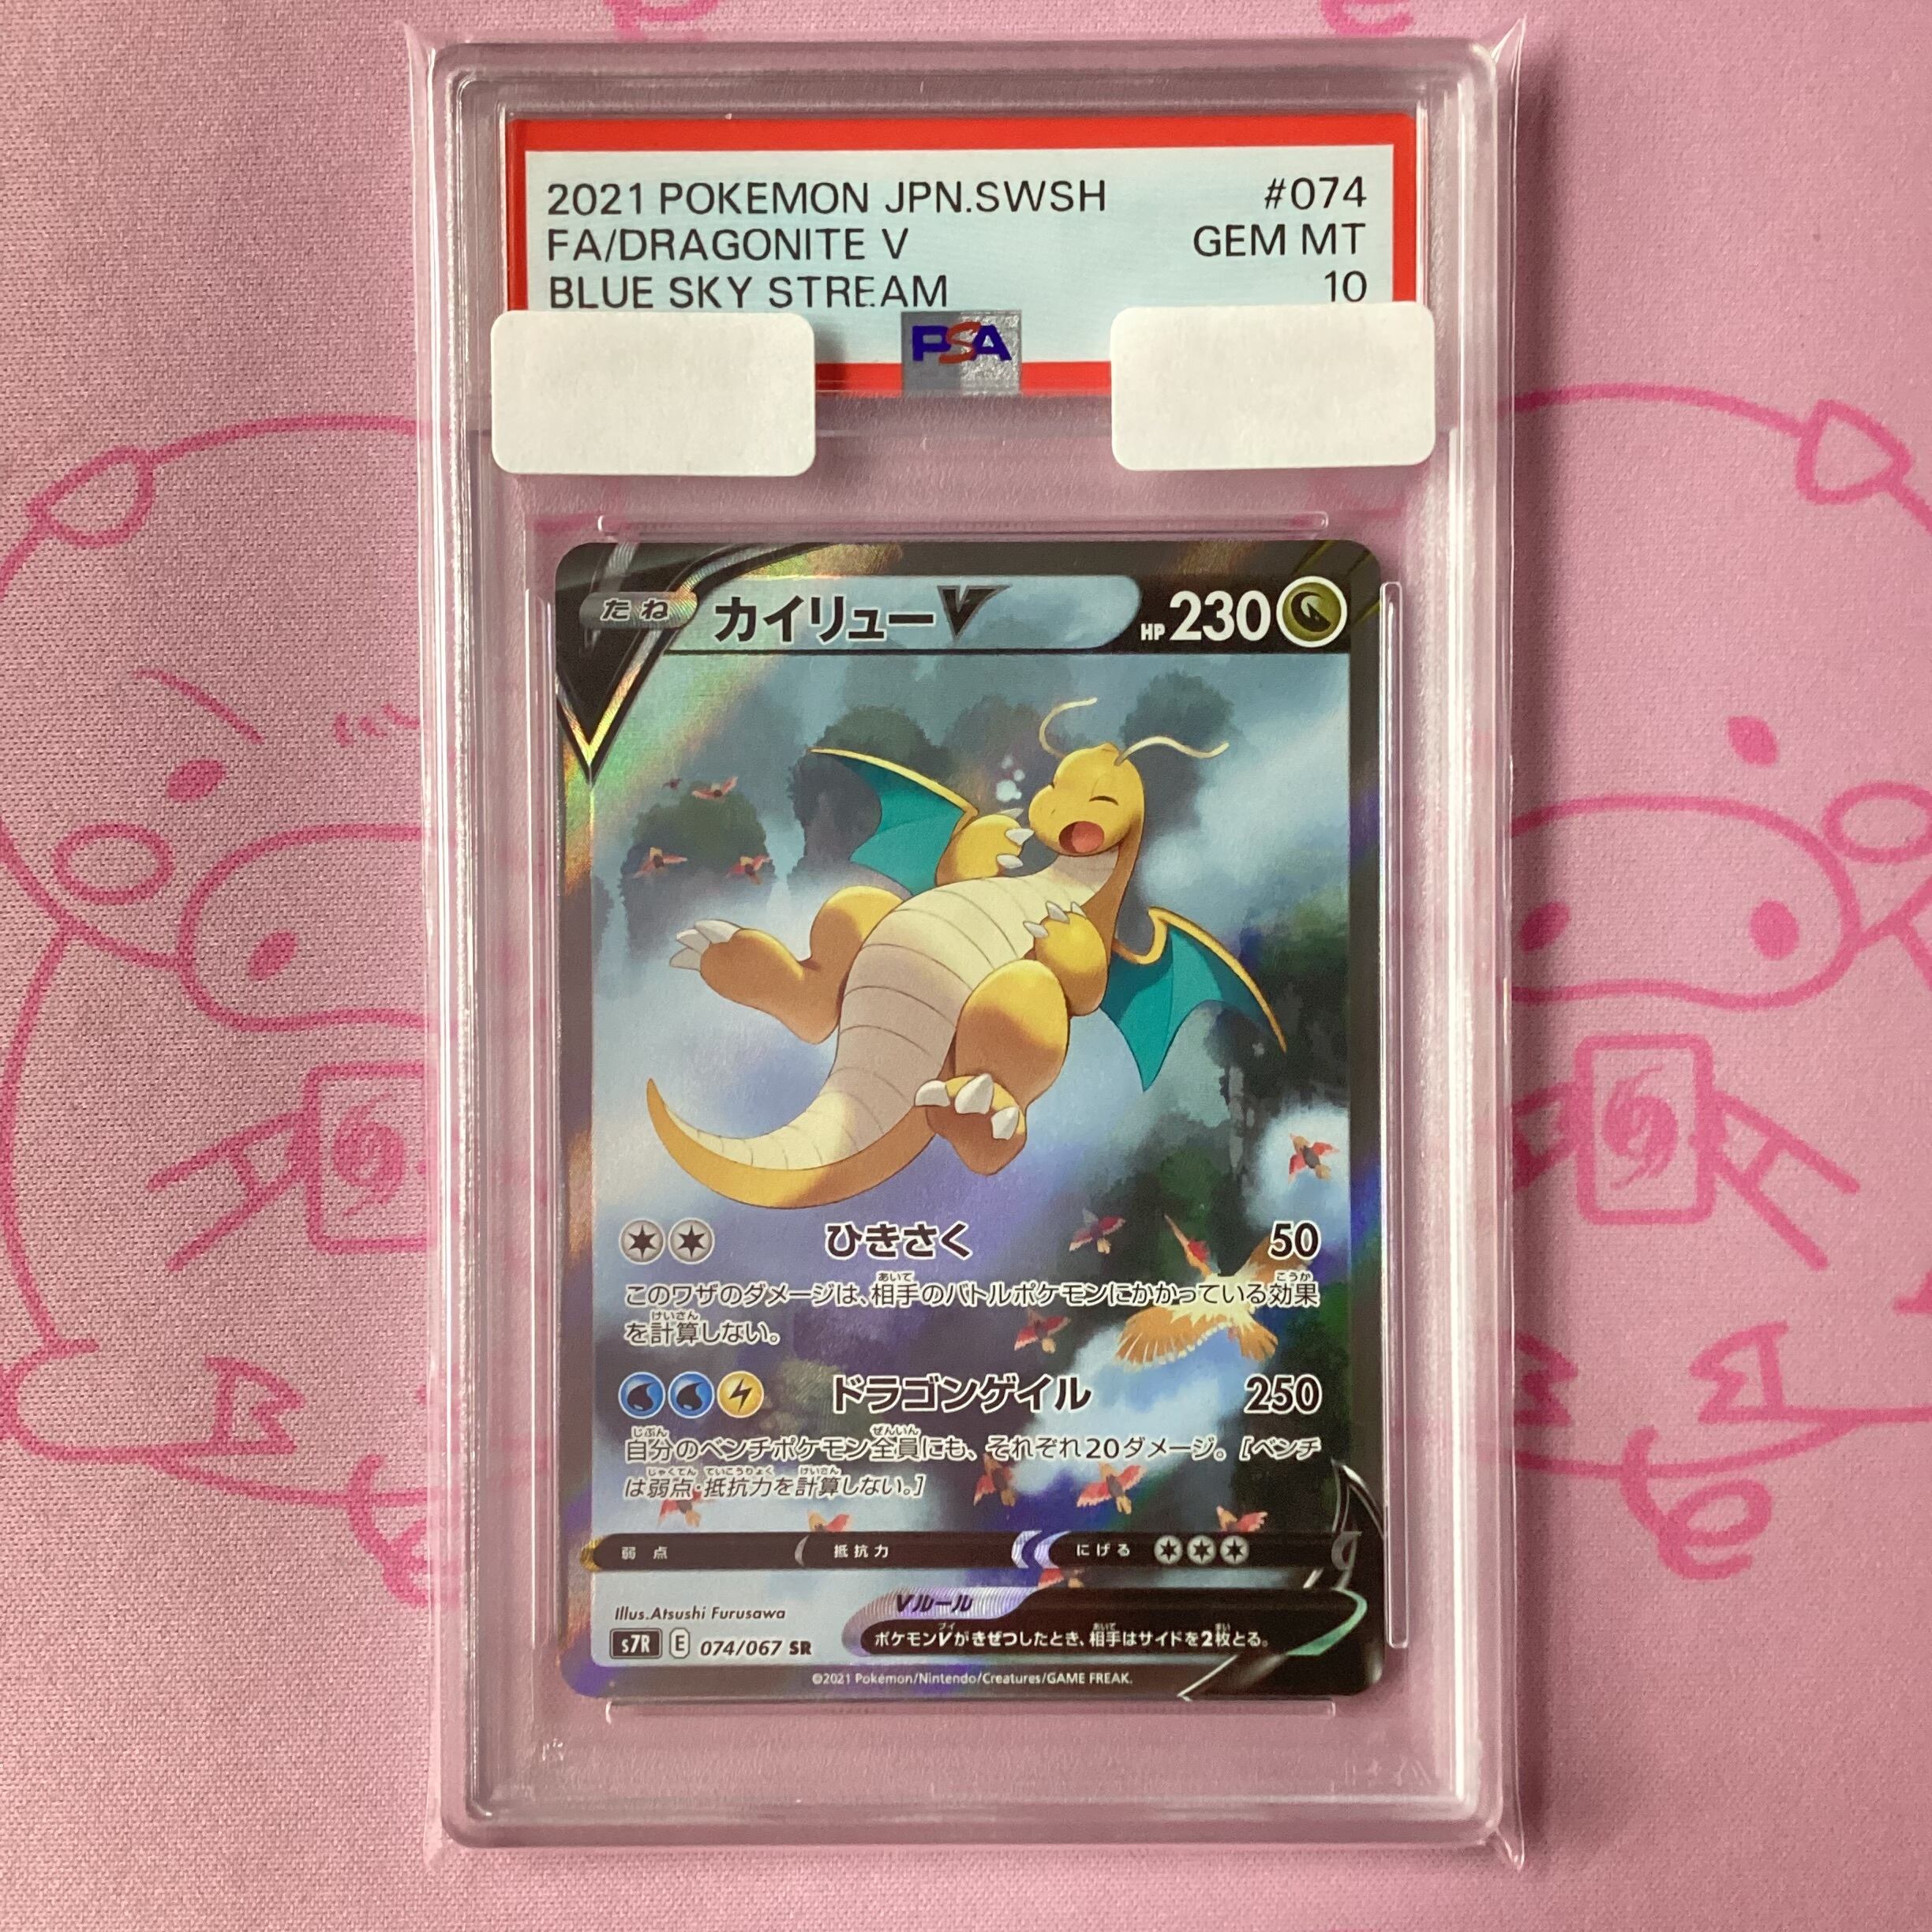 2021 POKEMON JPN.SWSH #074
FA/DRAGONITE V GEM MT
BLUE SKY STREAM 10
PSA
たね カイリューV HP230
ひきさく 50
このワザのダメージは、相手のバトルポケモンにかかっている効果
を計算しない。
ドラゴンゲイル 250
自分のベンチポケモン全員にも、それぞれ20ダメージ。［ベンチ
は弱点・抵抗力を計算しない。］
弱点 抵抗力 にげる
Illus.Atsushi Furusawa
Vルール
s7R E 074/067 SR
ポケモンVがきぜつしたとき、相手はサイドを2枚とる。
©2021 Pokémon/Nintendo/Creatures/GAME FREAK.